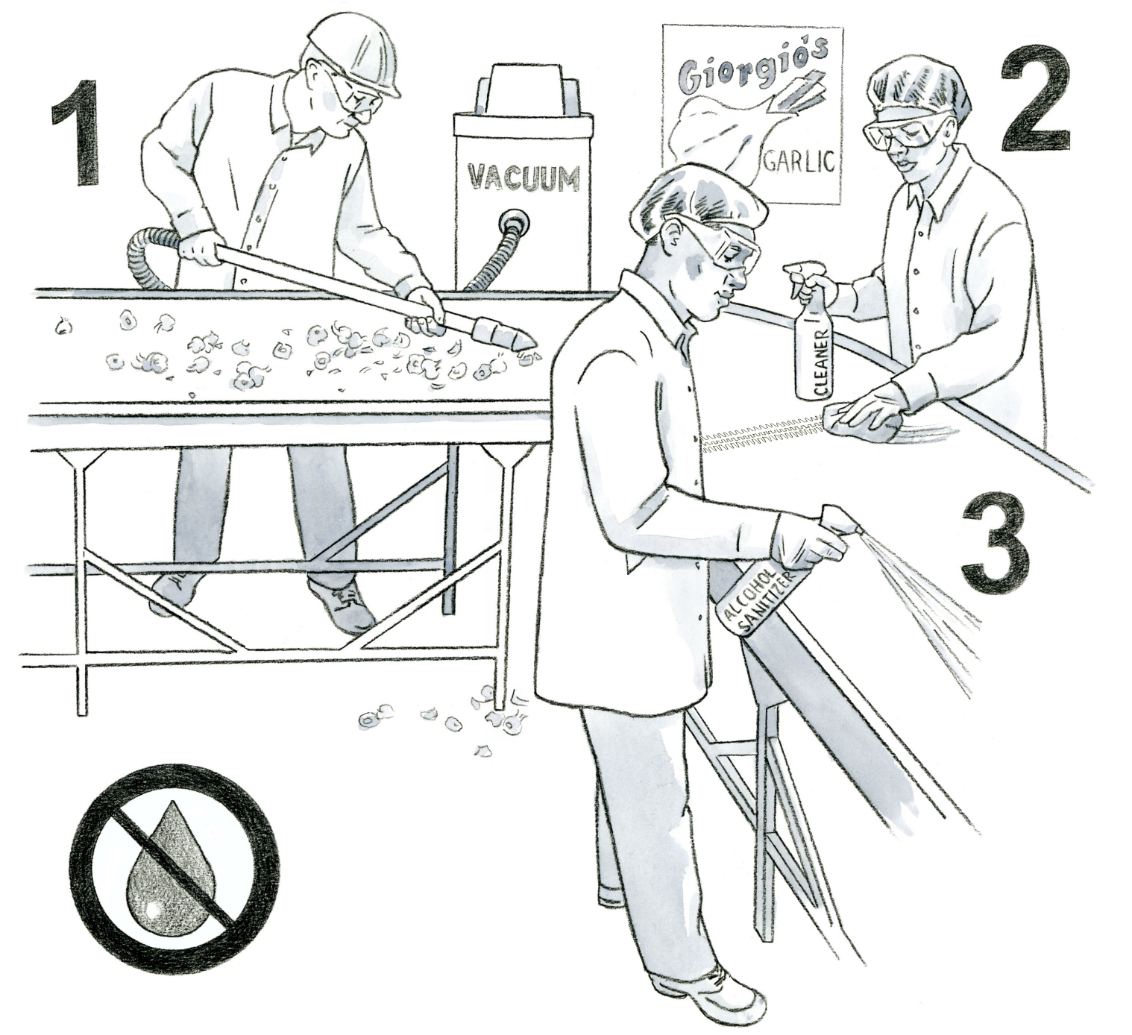 1
VACUUM
Giorgio's
GARLIC
2
CLEANER
3
ALCOHOL
SANITIZER